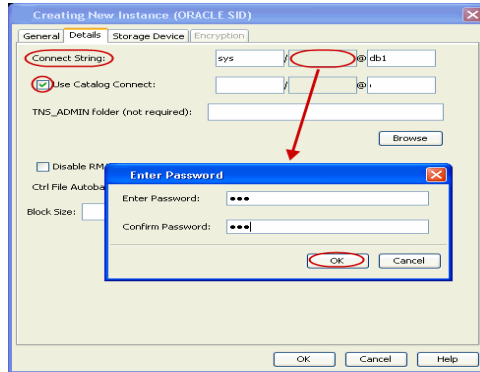 Creating New Instance (ORACLE SID)
General Details Storage Device Encryption
Connect String: sys / @ db1
Use Catalog Connect: / @
TNS_ADMIN folder (not required):
Browse
Disable RM
Enter Password
Ctrl File Autoba
Enter Password: •••
Block Size:
Confirm Password: •••
OK Cancel
OK Cancel Help